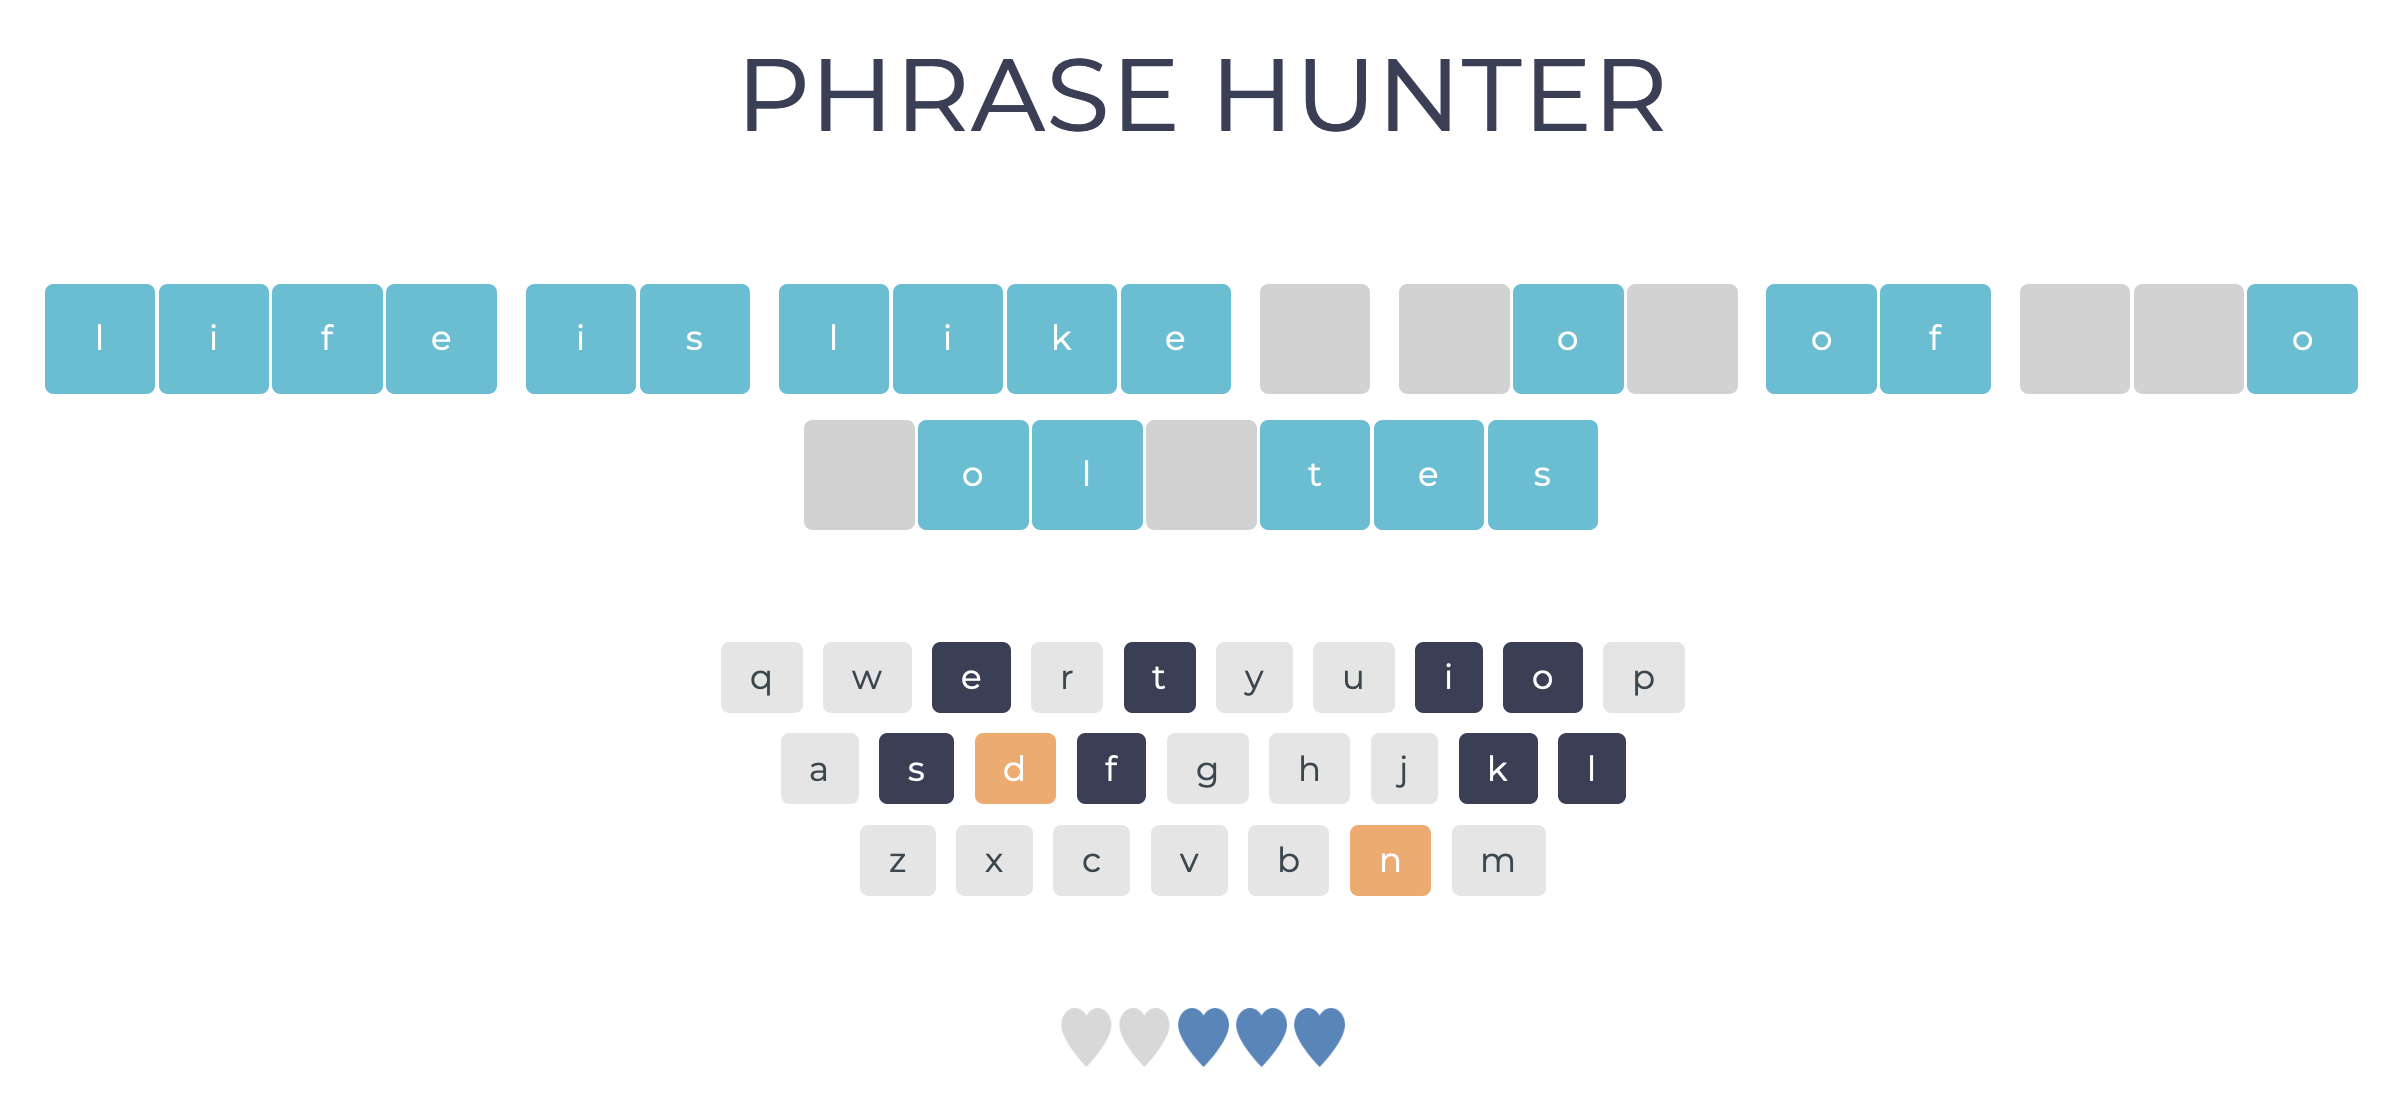 PHRASE HUNTER
l i f e i s l i k e o o f o
o l t e s
q w e r t y u i o p
a s d f g h j k l
z x c v b n m